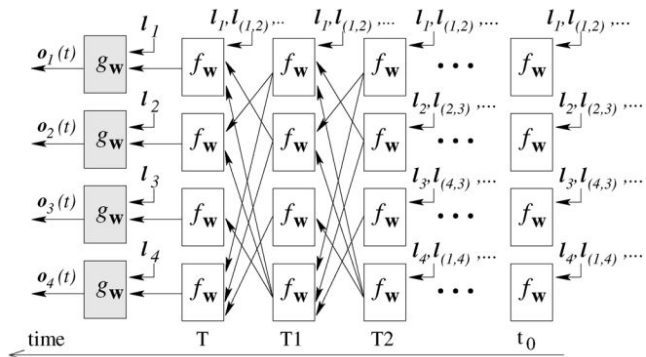 l1 l1,l(1,2),.. l1,l(1,2),... l1,l(1,2),... l1,l(1,2),...
o1(t) gw fw fw fw ••• fw
l2 l2,l(2,3),... l2,l(2,3),...
o2(t) gw fw fw fw ••• fw
l3 l3,l(4,3),... l3,l(4,3),...
o3(t) gw fw fw fw ••• fw
l4 l4,l(1,4),... l4,l(1,4),...
o4(t) gw fw fw fw ••• fw
time T T1 T2 t0